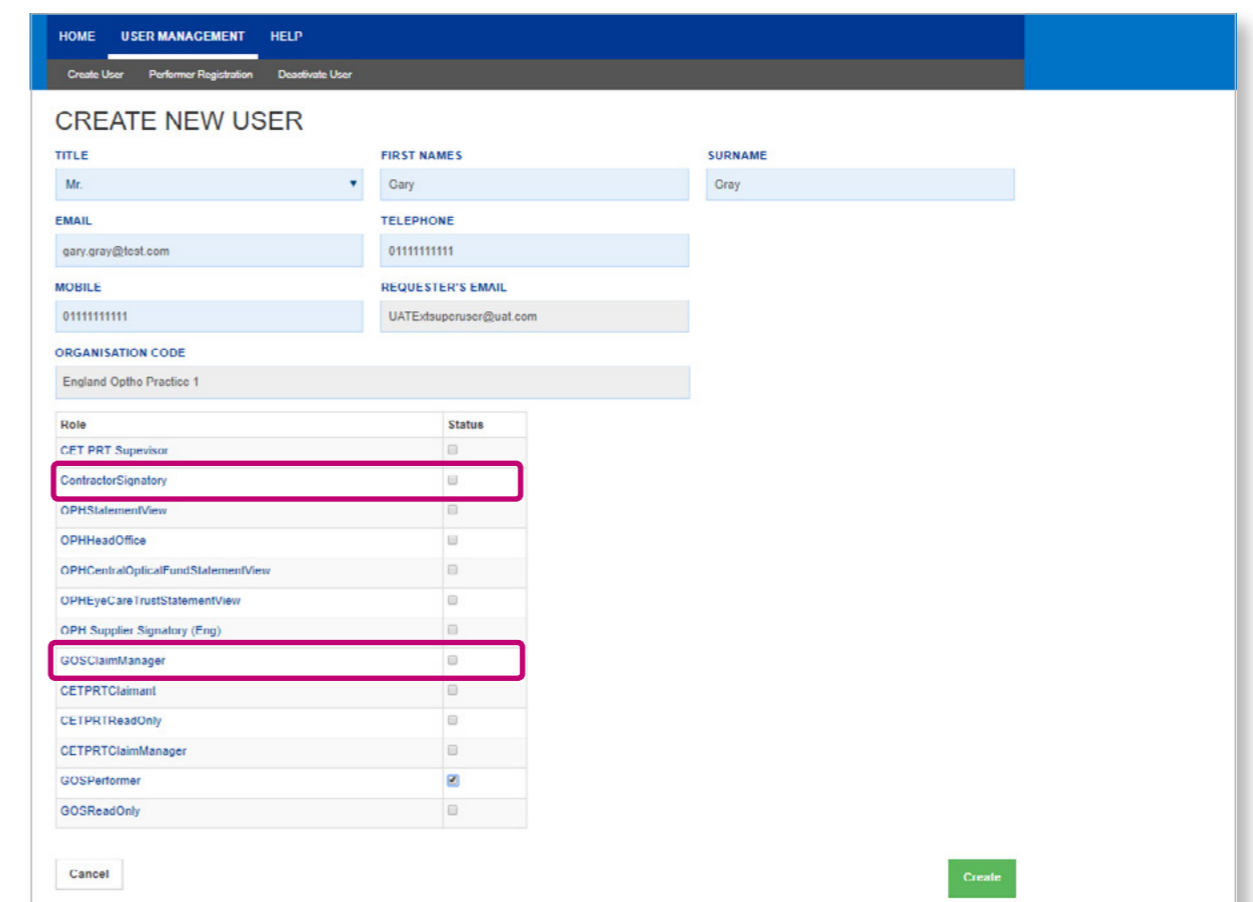 HOME USER MANAGEMENT HELP
Create User Performer Registration Deactivate User
CREATE NEW USER
TITLE FIRST NAMES SURNAME
Mr. Gary Gray
EMAIL TELEPHONE
gary.gray@test.com 01111111111
MOBILE REQUESTER'S EMAIL
01111111111 UATExtsuperuser@uat.com
ORGANISATION CODE
England Optho Practice 1
Role Status
CET PRT Supevisor
ContractorSignatory
OPHStatementView
OPHHeadOffice
OPHCentralOpticalFundStatementView
OPHEyeCareTrustStatementView
OPH Supplier Signatory (Eng)
GOSClaimManager
CETPRTClaimant
CETPRTReadOnly
CETPRTClaimManager
GOSPerformer
GOSReadOnly
Cancel Create